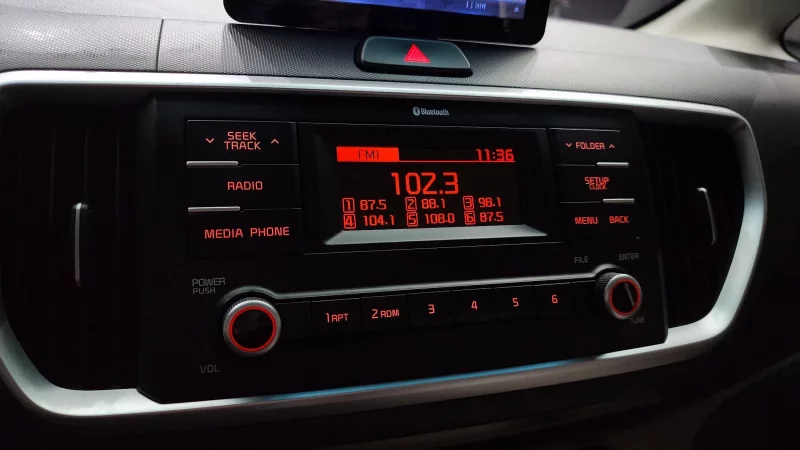 Bluetooth
SEEK
TRACK
RADIO
MEDIA PHONE
FM1 11:36
102.3
1 87.5 2 88.1 3 98.1
4 104.1 5 108.0 6 87.5
FOLDER
SETUP
CLOCK
MENU BACK
POWER
PUSH
VOL
1 RPT 2 RDM 3 4 5 6
FILE
ENTER
TUNE